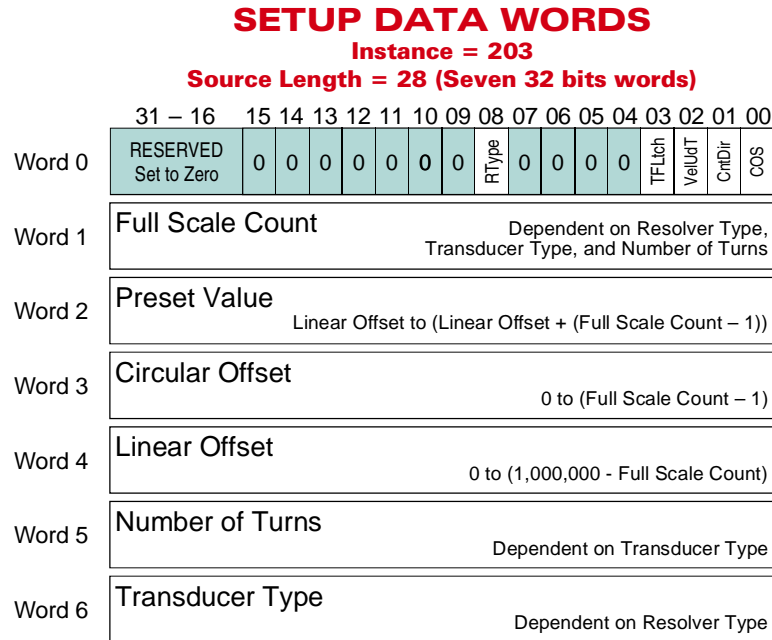 SETUP DATA WORDS
Instance = 203
Source Length = 28 (Seven 32 bits words)
31 – 16 15 14 13 12 11 10 09 08 07 06 05 04 03 02 01 00
Word 0 RESERVED Set to Zero 0 0 0 0 0 0 0 RType 0 0 0 0 TFLtch VelUdT CntDir COS
Word 1 Full Scale Count Dependent on Resolver Type,
Transducer Type, and Number of Turns
Word 2 Preset Value
Linear Offset to (Linear Offset + (Full Scale Count – 1))
Word 3 Circular Offset
0 to (Full Scale Count – 1)
Word 4 Linear Offset
0 to (1,000,000 - Full Scale Count)
Word 5 Number of Turns
Dependent on Transducer Type
Word 6 Transducer Type
Dependent on Resolver Type